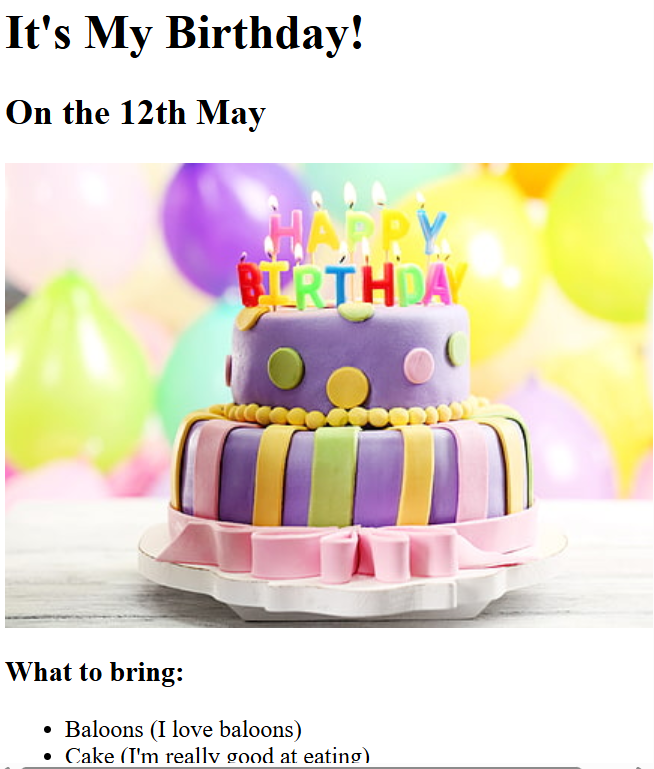 It's My Birthday!
On the 12th May
HAPPY
BIRTHDAY
What to bring:
Baloons (I love baloons)
Cake (I'm really good at eating)